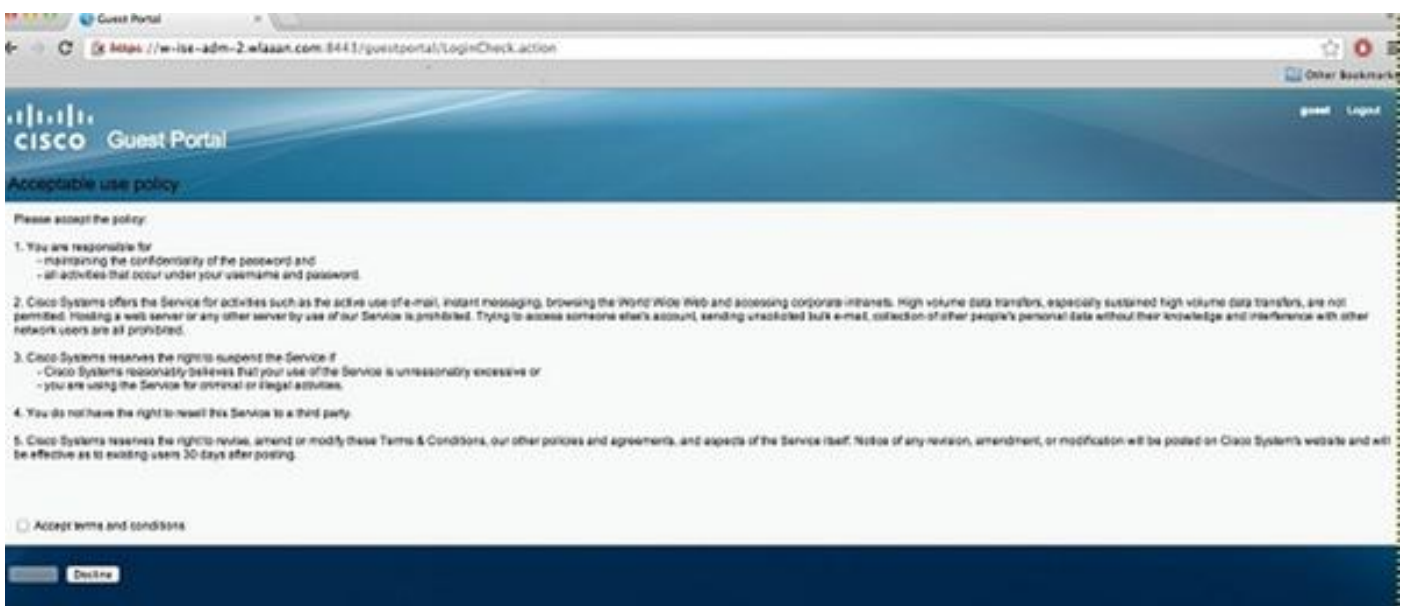 Guest Portal
https://w-ise-adm-2.wlaaan.com:8443/guestportal/LoginCheck.action
Other Bookmarks
guest Logout
CISCO Guest Portal
Acceptable use policy
Please accept the policy:
1. You are responsible for
- maintaining the confidentiality of the password and
- all activities that occur under your username and password.
2. Cisco Systems offers the Service for activities such as the active use of e-mail, instant messaging, browsing the World Wide Web and accessing corporate intranets. High volume data transfers, especially sustained high volume data transfers, are not
permitted. Hosting a web server or any other server by use of our Service is prohibited. Trying to access someone else's account, sending unsolicited bulk e-mail, collection of other people's personal data without their knowledge and interference with other
network users are all prohibited.
3. Cisco Systems reserves the right to suspend the Service if
- Cisco Systems reasonably believes that your use of the Service is unreasonably excessive or
- you are using the Service for criminal or illegal activities.
4. You do not have the right to resell this Service to a third party.
5. Cisco Systems reserves the right to revise, amend or modify these Terms & Conditions, our other policies and agreements, and aspects of the Service itself. Notice of any revision, amendment, or modification will be posted on Cisco System's website and will
be effective as to existing users 30 days after posting.
Accept terms and conditions
Decline